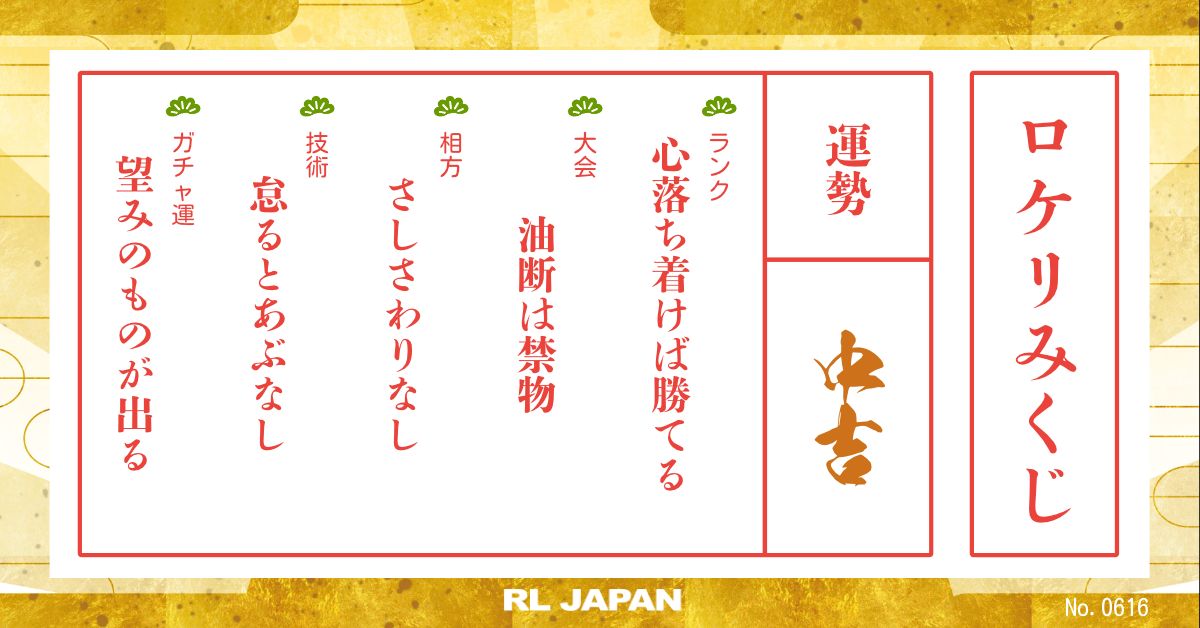 ロケリみくじ
運勢
中吉
ランク
心落ち着けば勝てる
大会
油断は禁物
相方
さしさわりなし
技術
怠るとあぶなし
ガチャ運
望みのものが出る
RL JAPAN
No. 0616